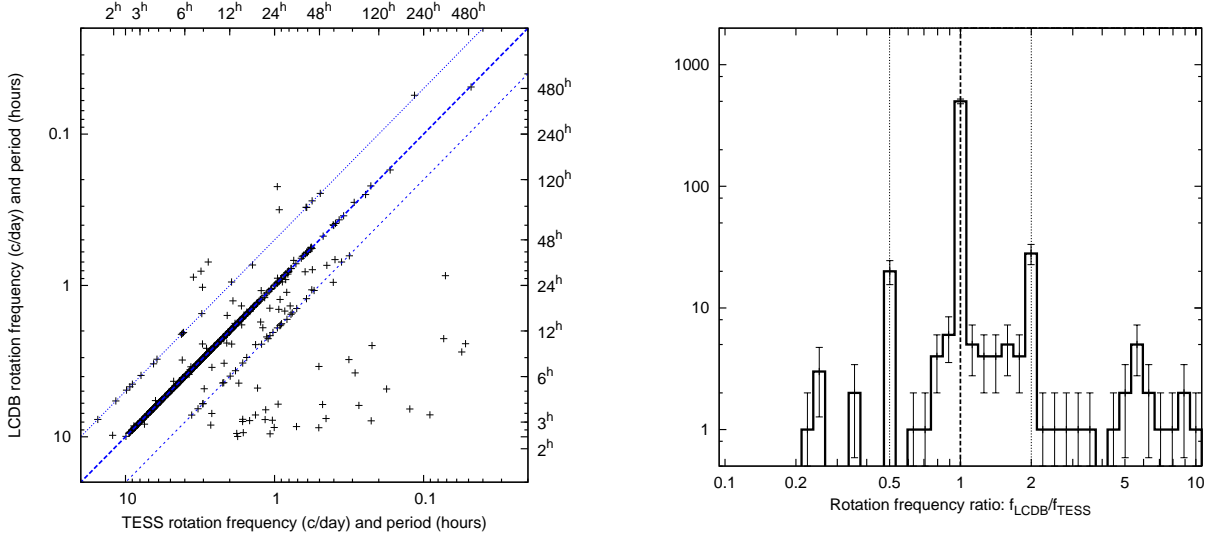 2h 3h 6h 12h 24h 48h 120h 240h 480h
LCDB rotation frequency (c/day) and period (hours)
0.1
1
10
480h
240h
120h
48h
24h
12h
6h
3h
2h
10 1 0.1
TESS rotation frequency (c/day) and period (hours)
1000
100
10
1
0.1 0.2 0.5 1 2 5 10
Rotation frequency ratio: fLCDB/fTESS